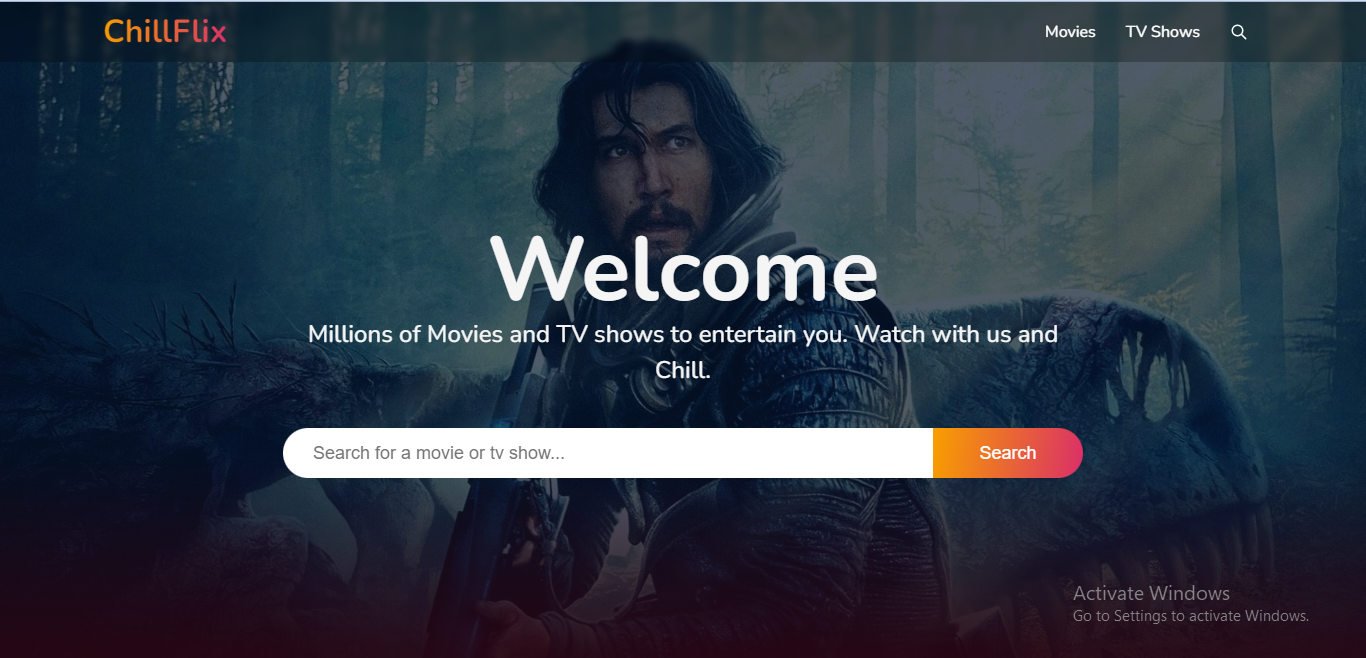 ChillFlix
Movies
TV Shows
Welcome
Millions of Movies and TV shows to entertain you. Watch with us and
Chill.
Search for a movie or tv show...
Search
Activate Windows
Go to Settings to activate Windows.